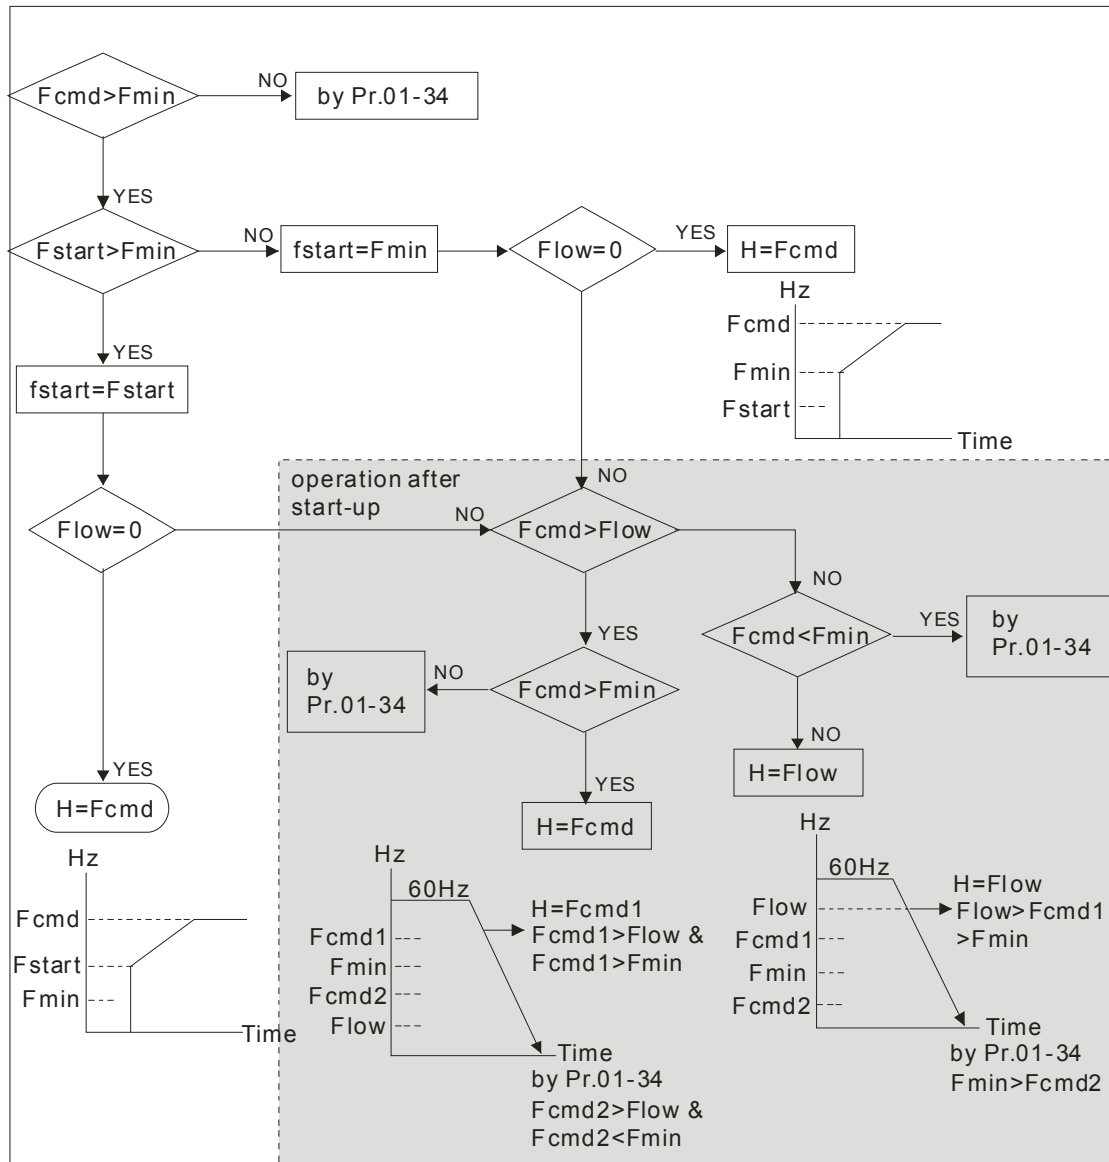 Fcmd>Fmin
NO
by Pr.01-34
YES
Fstart>Fmin
NO
fstart=Fmin
Flow=0
YES
H=Fcmd
Hz
Fcmd
Fmin
Fstart
Time
YES
fstart=Fstart
NO
operation after
start-up
Flow=0
NO
Fcmd>Flow
NO
YES
Fcmd<Fmin
YES
by
Pr.01-34
by
Pr.01-34
NO
Fcmd>Fmin
NO
H=Flow
YES
H=Fcmd
YES
H=Fcmd
Hz
Fcmd
Fstart
Fmin
Time
Hz
60Hz
Fcmd1
Fmin
Fcmd2
Flow
H=Fcmd1
Fcmd1>Flow &
Fcmd1>Fmin
Time
by Pr.01-34
Fcmd2>Flow &
Fcmd2<Fmin
Hz
60Hz
Flow
Fcmd1
Fmin
Fcmd2
H=Flow
Flow>Fcmd1
>Fmin
Time
by Pr.01-34
Fmin>Fcmd2